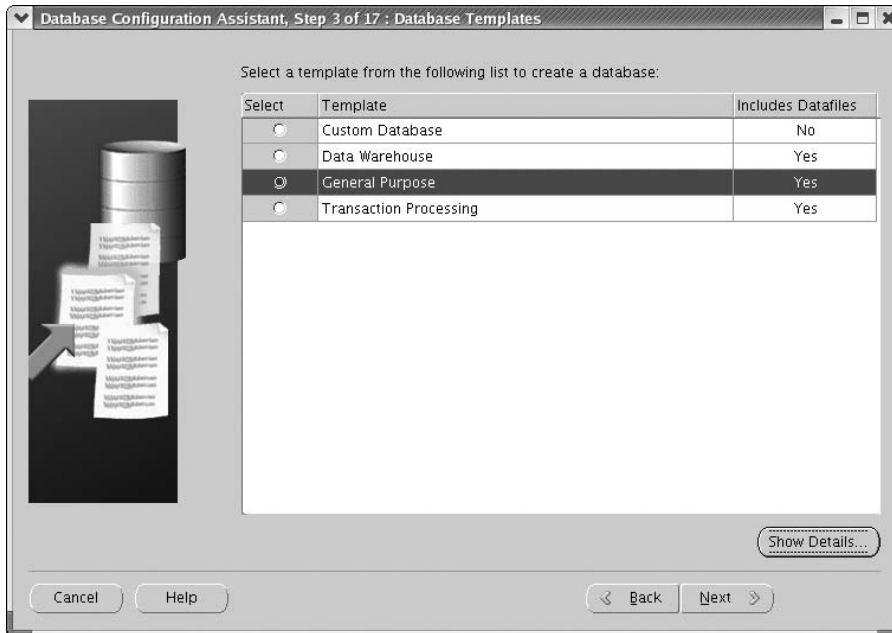 Database Configuration Assistant, Step 3 of 17 : Database Templates
Select a template from the following list to create a database:
Select Template Includes Datafiles
Custom Database No
Data Warehouse Yes
General Purpose Yes
Transaction Processing Yes
Show Details...
Cancel Help Back Next